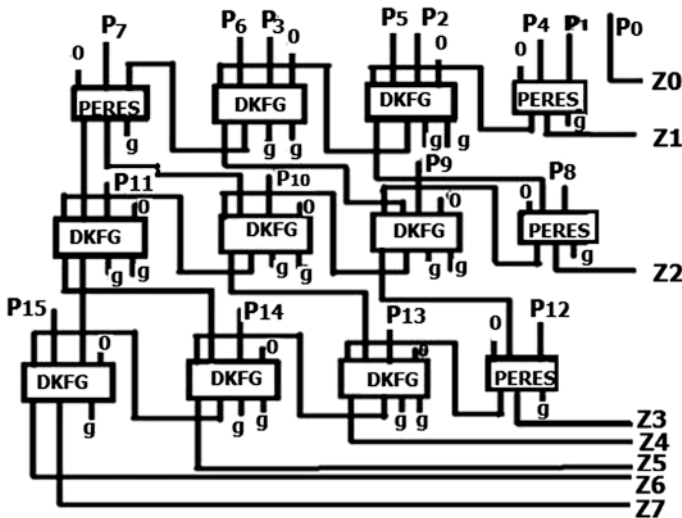 P7 P6 P3 P5 P2 P4 P1 P0
0 0 0 0
PERES DKFG DKFG PERES Z0
g g g g g g Z1
P11 P10 P9 P8
0 0 0 0
DKFG DKFG DKFG PERES
g g g g g g g Z2
P15 P14 P13 P12
0 0 0 0
DKFG DKFG DKFG PERES
g g g g g g Z3
Z4
Z5
Z6
Z7